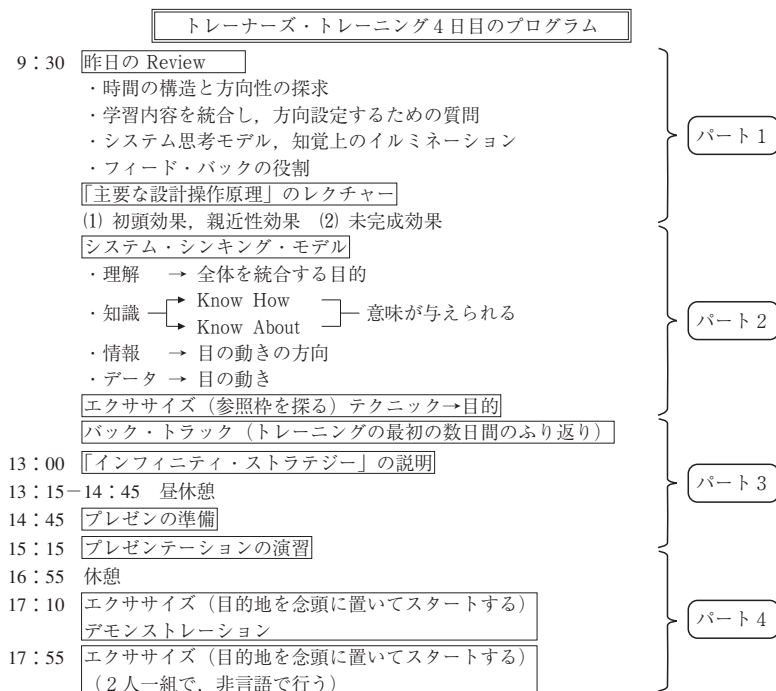 トレーナーズ・トレーニング4日目のプログラム
9：30 昨日の Review
・時間の構造と方向性の探求
・学習内容を統合し，方向設定するための質問
・システム思考モデル，知覚上のイルミネーション
・フィード・バックの役割
パート1
「主要な設計操作原理」のレクチャー
(1) 初頭効果，親近性効果 (2) 未完成効果
システム・シンキング・モデル
・理解 → 全体を統合する目的
・知識 Know How
Know About
意味が与えられる
パート2
・情報 → 目の動きの方向
・データ → 目の動き
エクササイズ（参照枠を探る）テクニック→目的
バック・トラック（トレーニングの最初の数日間のふり返り）
13：00 「インフィニティ・ストラテジー」の説明
13：15－14：45 昼休憩
パート3
14：45 プレゼンの準備
15：15 プレゼンテーションの演習
16：55 休憩
17：10 エクササイズ（目的地を念頭に置いてスタートする）
デモンストレーション
パート4
17：55 エクササイズ（目的地を念頭に置いてスタートする）
（2人一組で，非言語で行う）